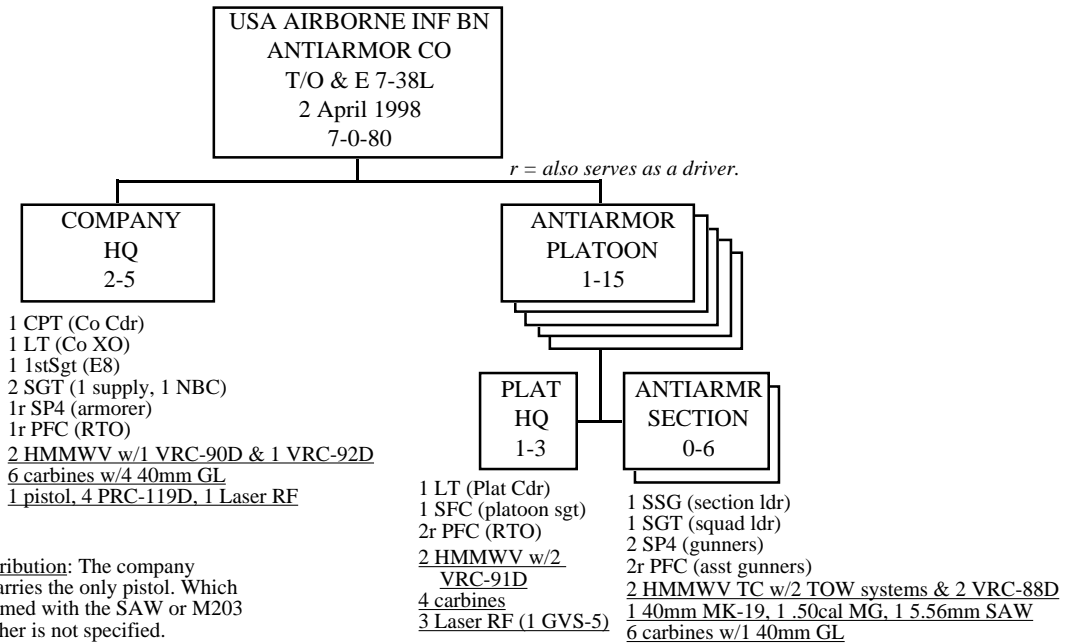 USA AIRBORNE INF BN
ANTIARMOR CO
T/O & E 7-38L
2 April 1998
7-0-80
r = also serves as a driver.
COMPANY
HQ
2-5
ANTIARMOR
PLATOON
1-15
1 CPT (Co Cdr)
1 LT (Co XO)
1 1stSgt (E8)
2 SGT (1 supply, 1 NBC)
1r SP4 (armorer)
1r PFC (RTO)
2 HMMWV w/1 VRC-90D & 1 VRC-92D
6 carbines w/4 40mm GL
1 pistol, 4 PRC-119D, 1 Laser RF
PLAT
HQ
1-3
ANTIARMR
SECTION
0-6
1 LT (Plat Cdr)
1 SFC (platoon sgt)
2r PFC (RTO)
2 HMMWV w/2
VRC-91D
4 carbines
3 Laser RF (1 GVS-5)
1 SSG (section ldr)
1 SGT (squad ldr)
2 SP4 (gunners)
2r PFC (asst gunners)
2 HMMWV TC w/2 TOW systems & 2 VRC-88D
1 40mm MK-19, 1 .50cal MG, 1 5.56mm SAW
6 carbines w/1 40mm GL
ribution: The company
arries the only pistol. Which
med with the SAW or M203
her is not specified.